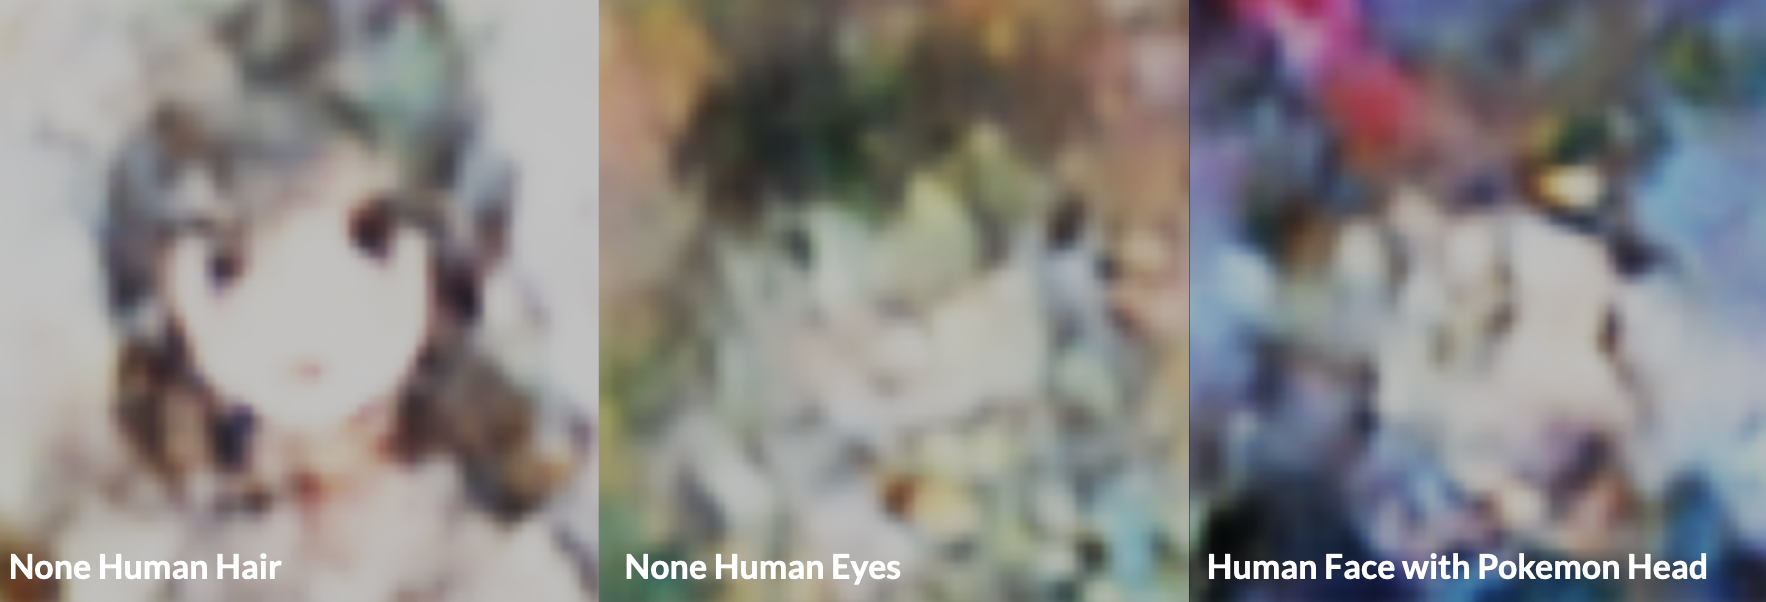 None Human Hair
None Human Eyes
Human Face with Pokemon Head